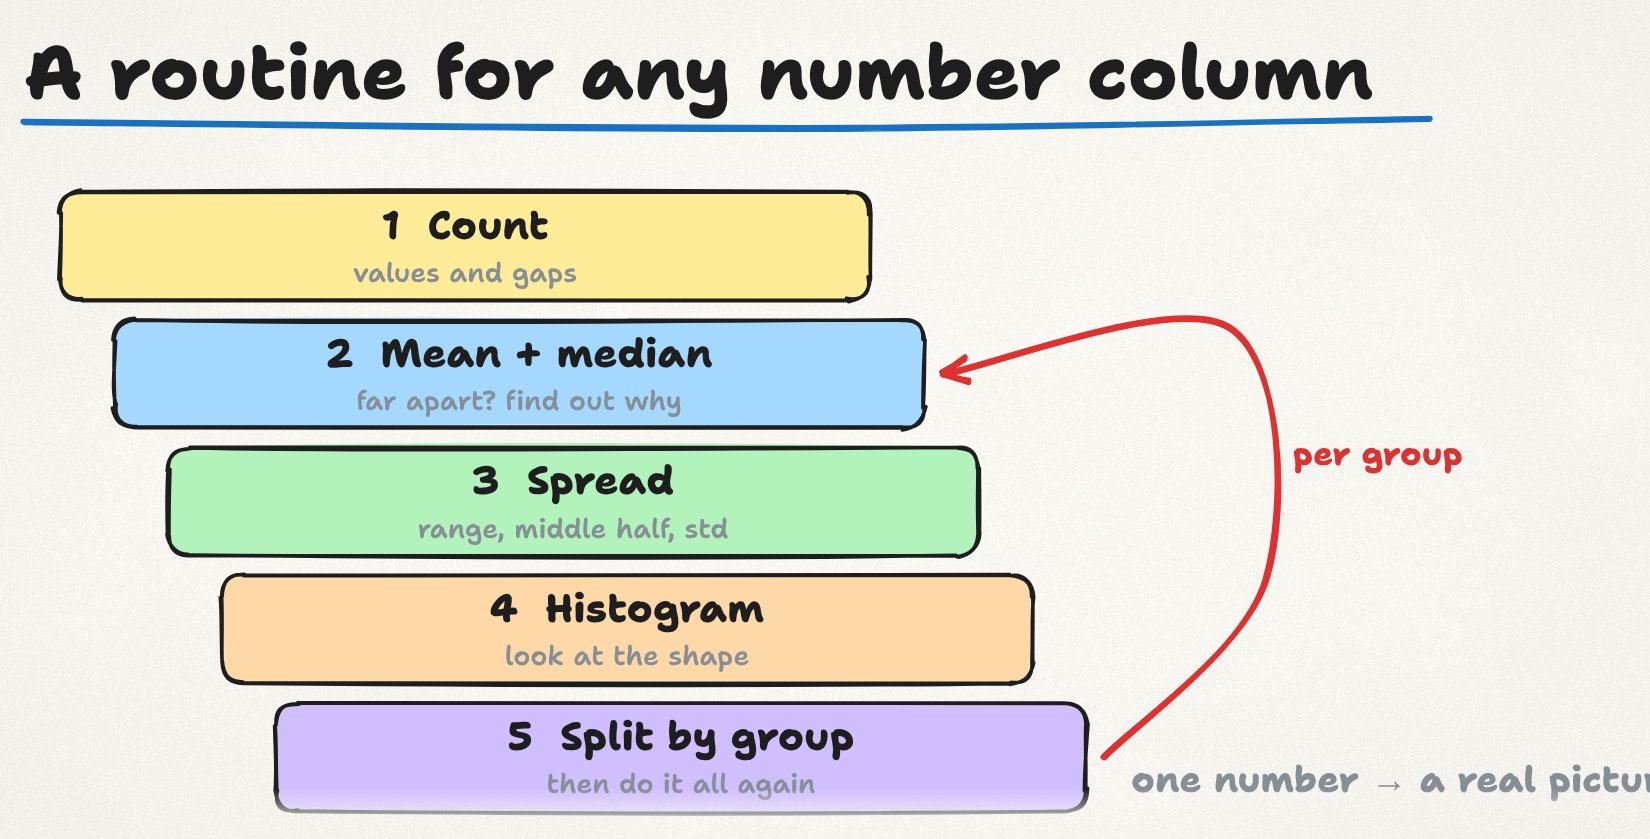 A routine for any number column
1 Count
values and gaps
2 Mean + median
far apart? find out why
3 Spread
range, middle half, std
4 Histogram
look at the shape
5 Split by group
then do it all again
per group
one number → a real